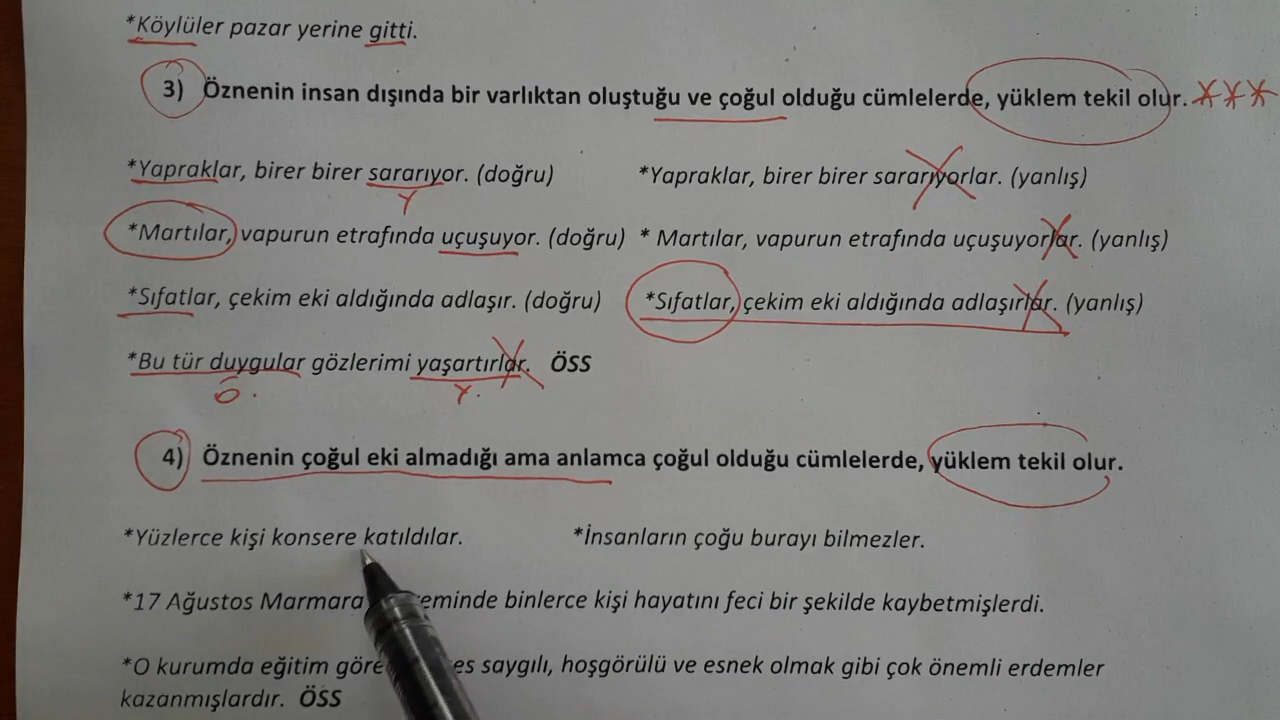 *Köylüler pazar yerine gitti.
3) Öznenin insan dışında bir varlıktan oluştuğu ve çoğul olduğu cümlelerde, yüklem tekil olur. ***
*Yapraklar, birer birer sararıyor. (doğru) *Yapraklar, birer birer sararıyorlar. (yanlış)
Y
*Martılar, vapurun etrafında uçuşuyor. (doğru) * Martılar, vapurun etrafında uçuşuyorlar. (yanlış)
*Sıfatlar, çekim eki aldığında adlaşır. (doğru) *Sıfatlar, çekim eki aldığında adlaşırlar. (yanlış)
*Bu tür duygular gözlerimi yaşartırlar. ÖSS
Ö. Y.
4) Öznenin çoğul eki almadığı ama anlamca çoğul olduğu cümlelerde, yüklem tekil olur.
*Yüzlerce kişi konsere katıldılar. *İnsanların çoğu burayı bilmezler.
*17 Ağustos Marmara binlerce kişi hayatını feci bir şekilde kaybetmişlerdi.
*O kurumda eğitim saygılı, hoşgörülü ve esnek olmak gibi çok önemli erdemler
kazanmışlardır. ÖSS